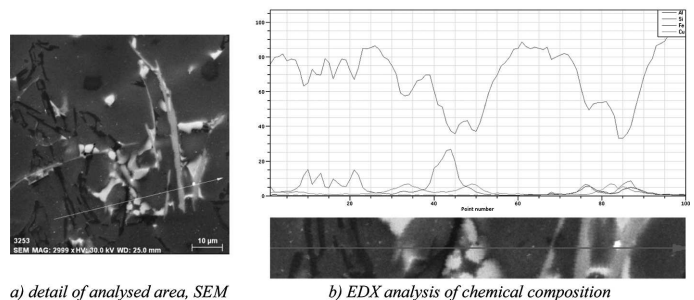 3253
SEM MAG: 2999 x HV: 30.0 kV WD: 25.0 mm
10 µm
100
80
60
40
20
0
20
40
60
80
100
Point number
Al
Si
Fe
Cu
a) detail of analysed area, SEM
b) EDX analysis of chemical composition